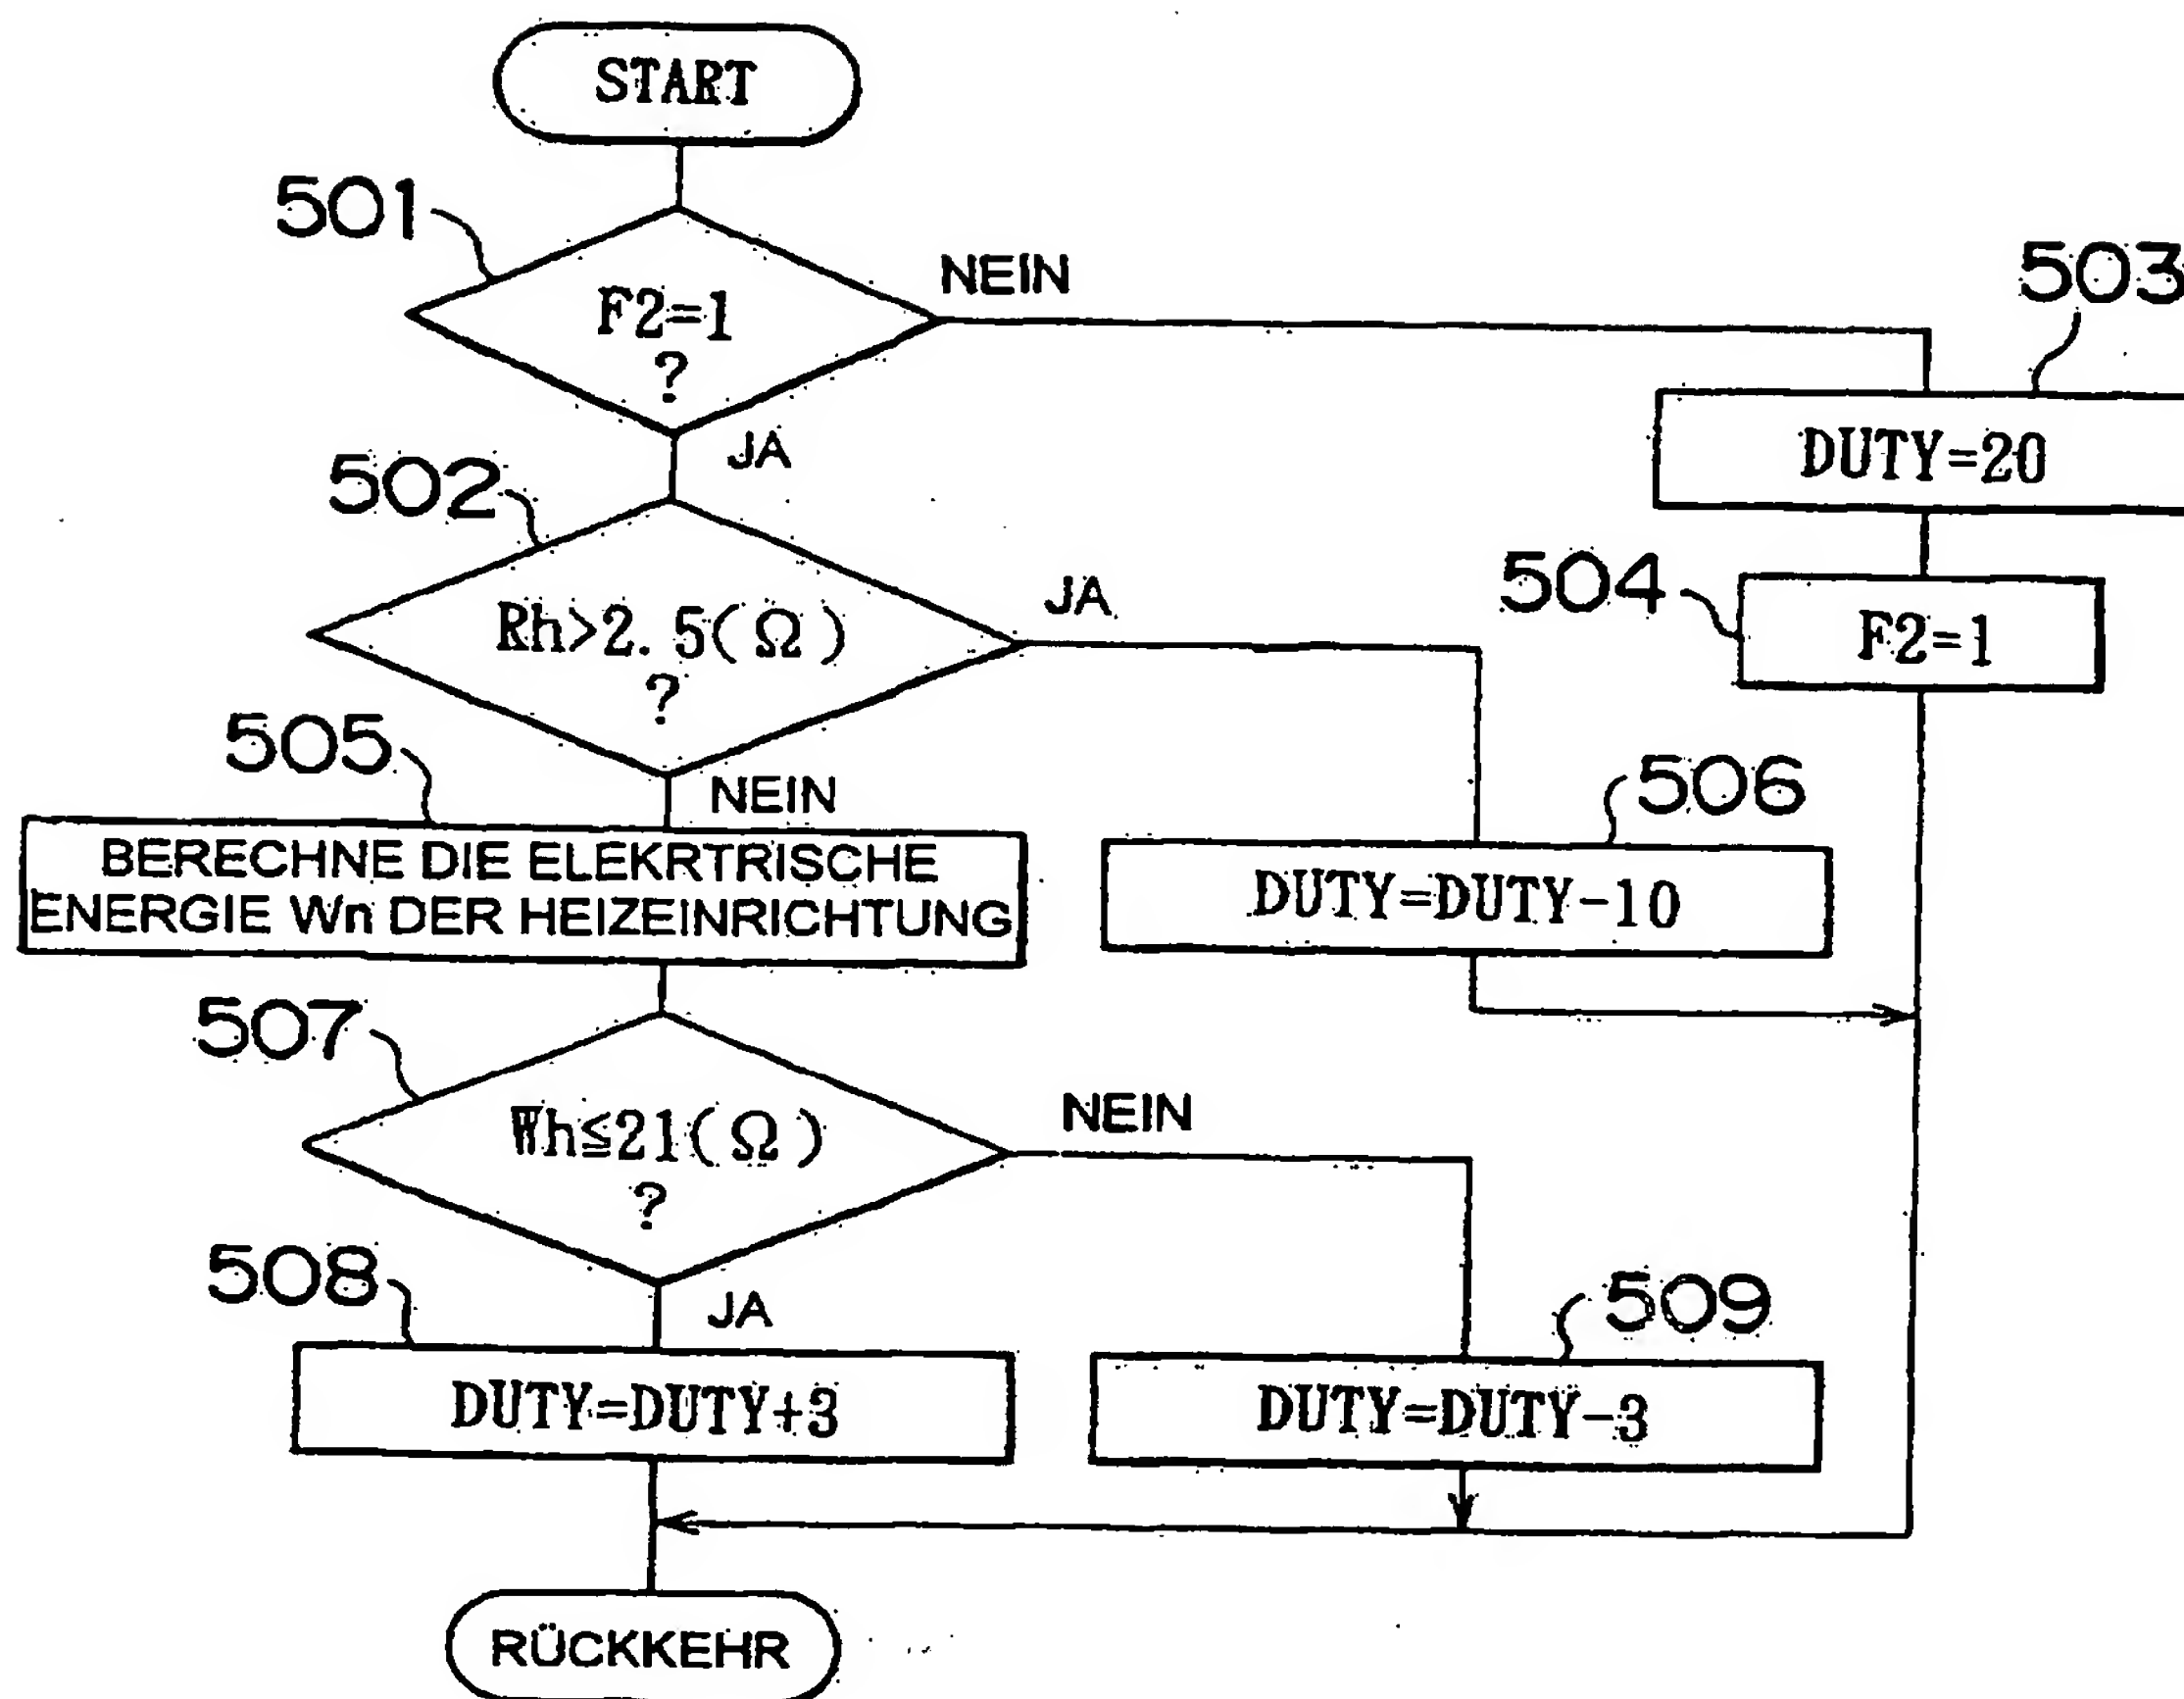 START
501
F2=1
?
NEIN
JA
503
DUTY=20
504
F2=1
502
Rh>2.5(Ω)
?
JA
NEIN
505
BERECHNE DIE ELEKRTRISCHE
ENERGIE Wn DER HEIZEINRICHTUNG
506
DUTY=DUTY-10
507
Wh≦21(Ω)
?
NEIN
JA
508
DUTY=DUTY+3
509
DUTY=DUTY-3
RÜCKKEHR